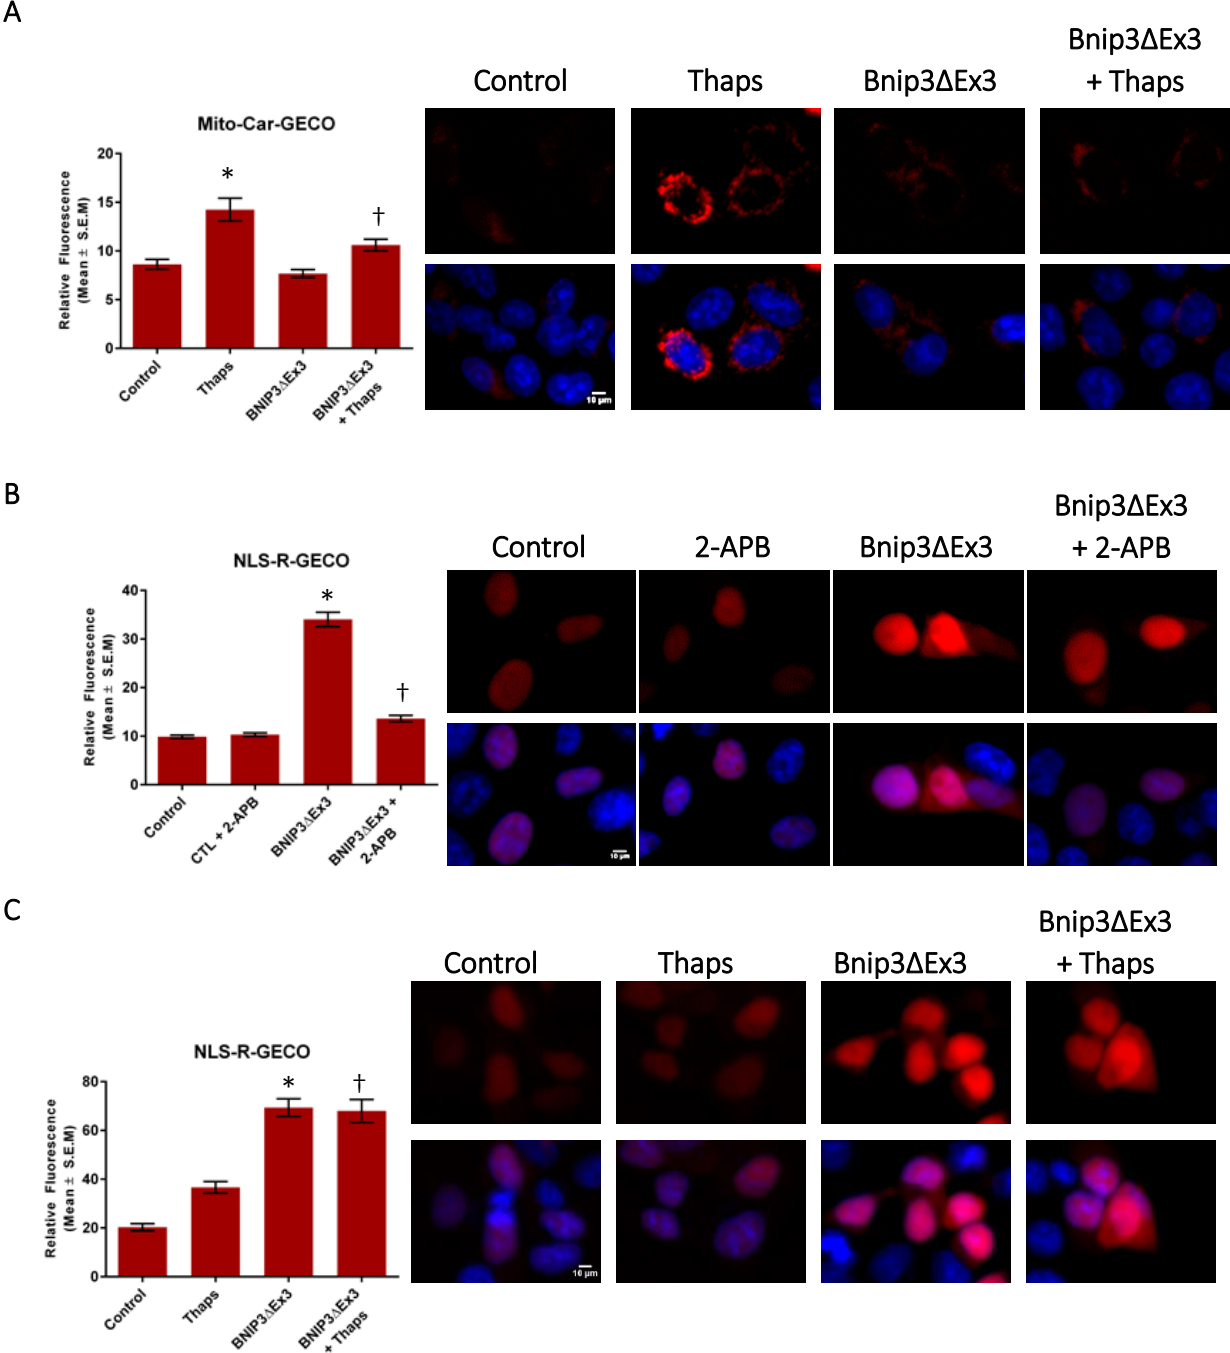 A
Bnip3ΔEx3
Control
Thaps
Bnip3ΔEx3
+ Thaps
Mito-Car-GECO
Relative Fluorescence
(Mean ± S.E.M)
20
15
10
5
0
*
†
Control
Thaps
BNIP3ΔEx3
BNIP3ΔEx3
+ Thaps
10 µm
B
Bnip3ΔEx3
Control
2-APB
Bnip3ΔEx3
+ 2-APB
NLS-R-GECO
Relative Fluorescence
(Mean ± S.E.M)
40
30
20
10
0
*
†
Control
CTL + 2-APB
BNIP3ΔEx3
BNIP3ΔEx3 +
2-APB
10 µm
C
Bnip3ΔEx3
Control
Thaps
Bnip3ΔEx3
+ Thaps
NLS-R-GECO
Relative Fluorescence
(Mean ± S.E.M)
80
60
40
20
0
*
†
Control
Thaps
BNIP3ΔEx3
BNIP3ΔEx3
+ Thaps
10 µm